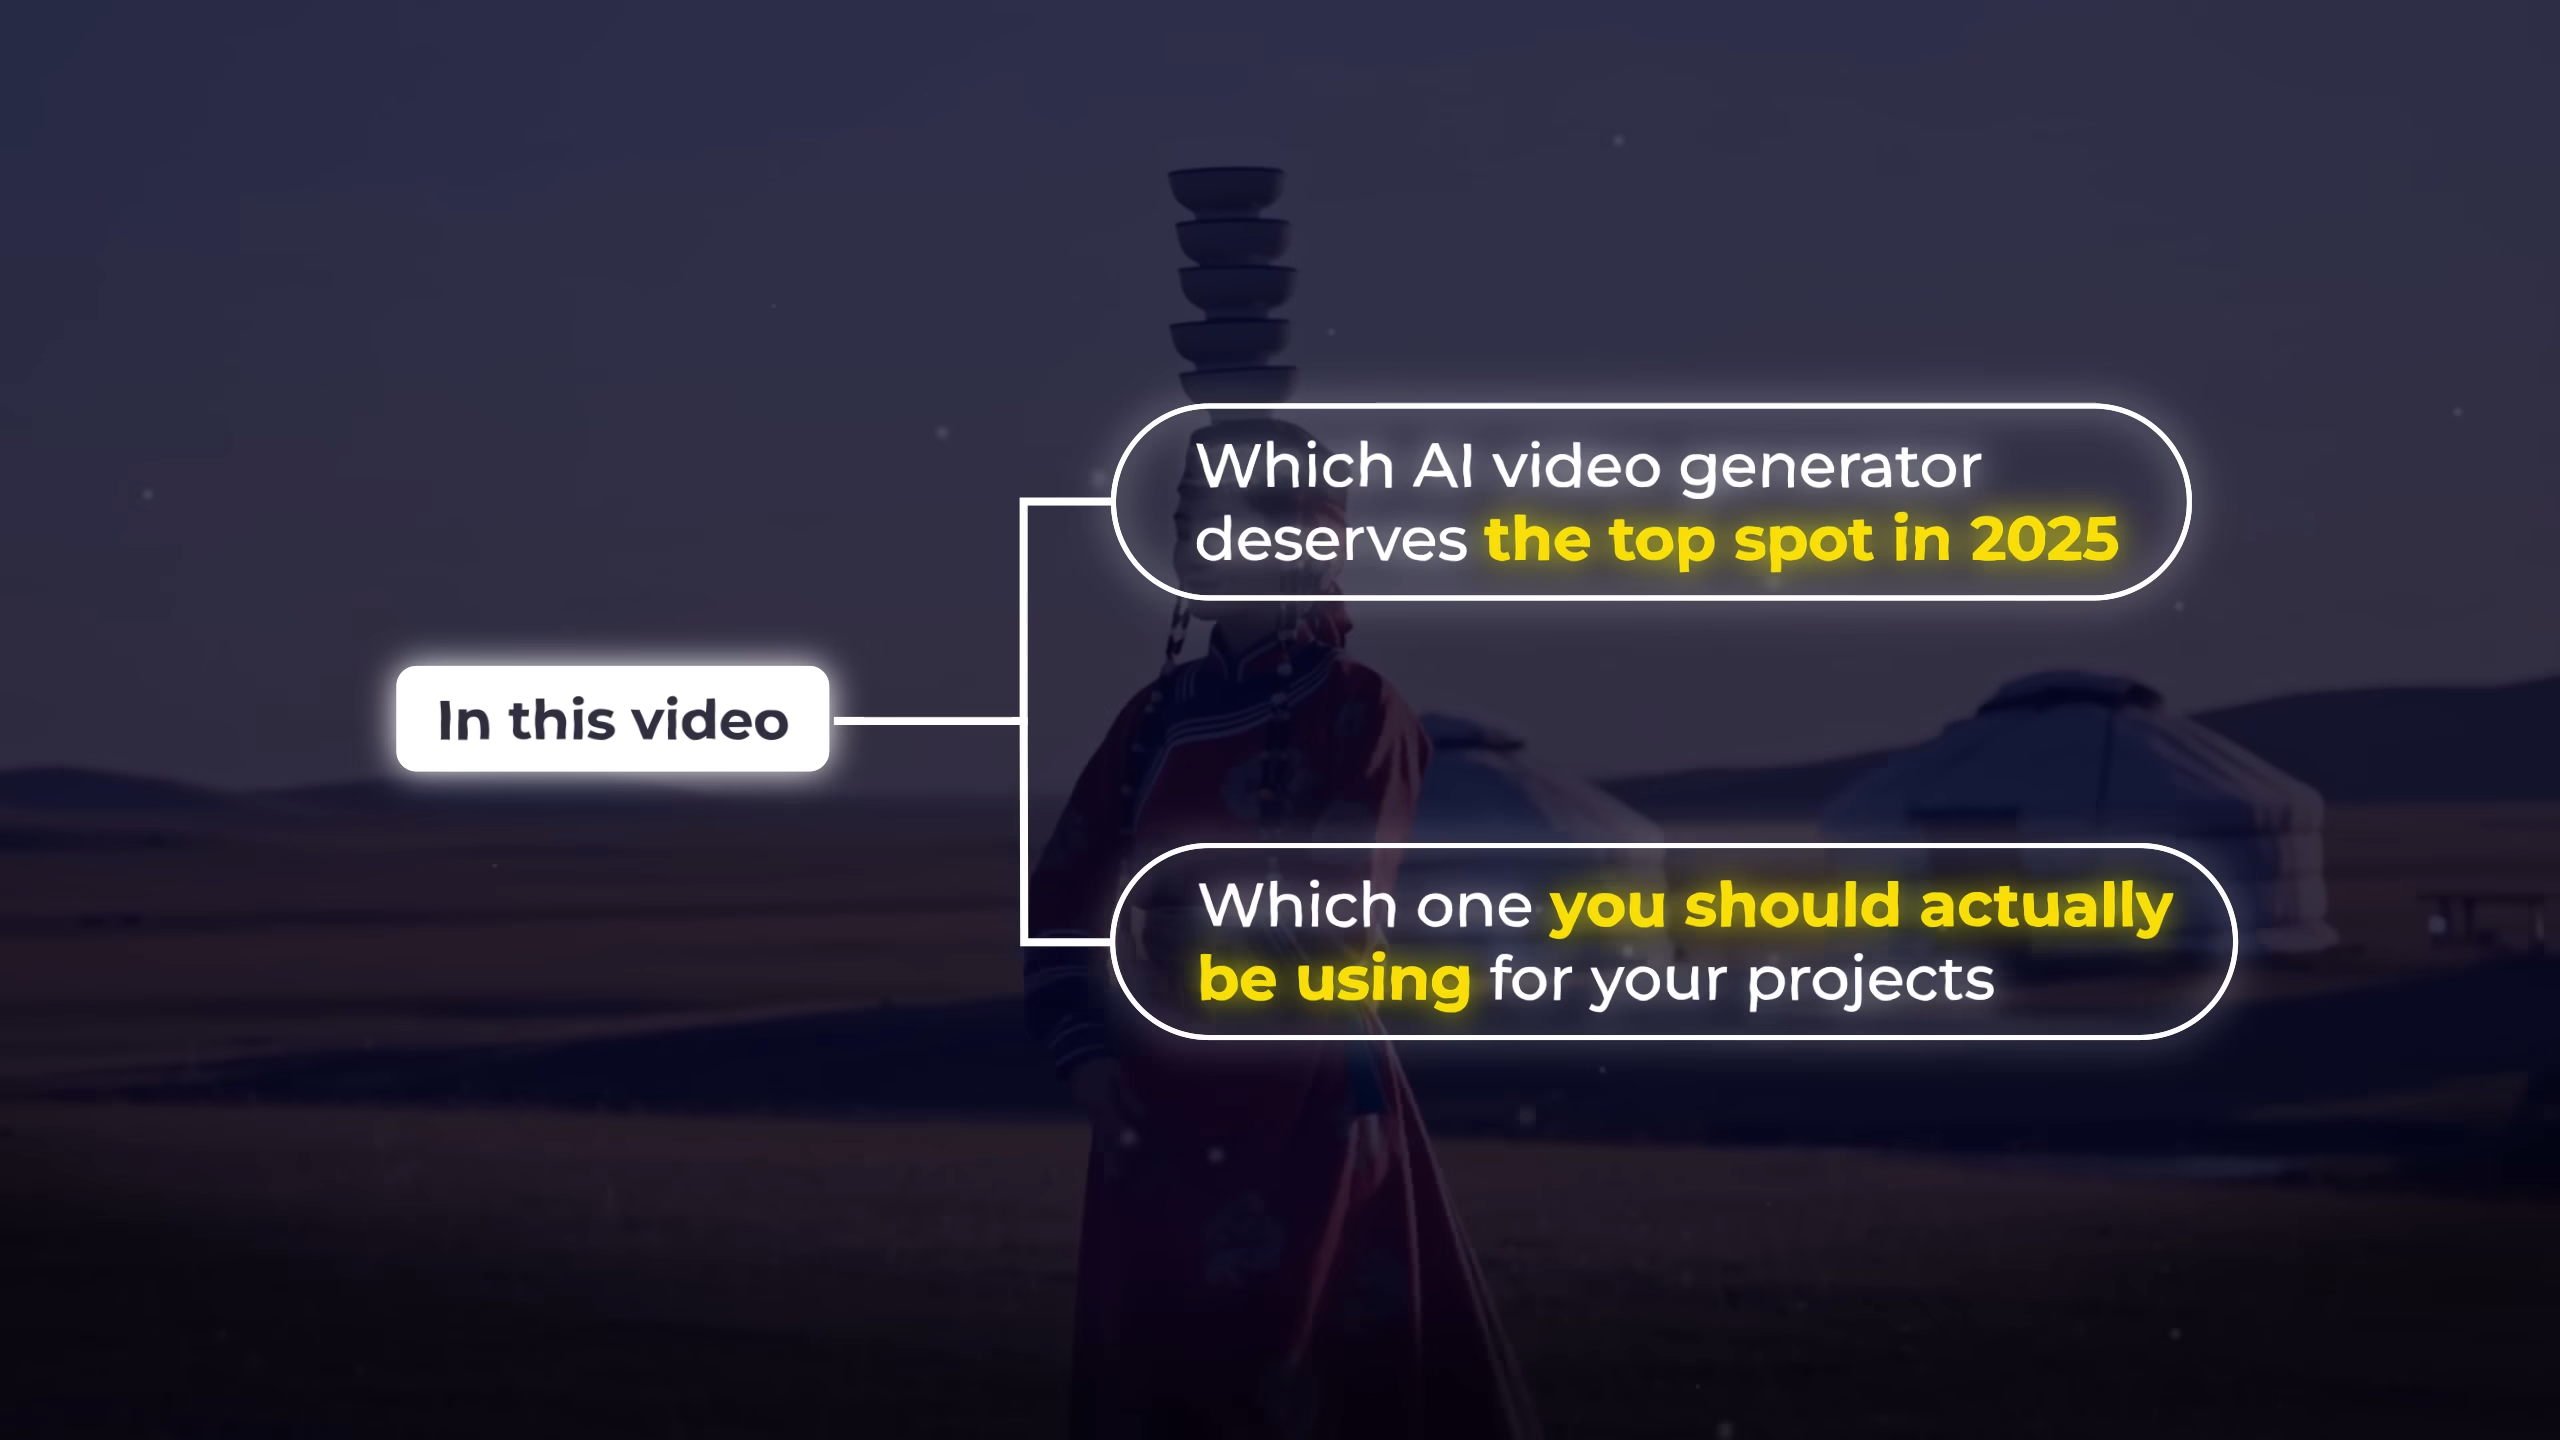 In this video
Which AI video generator
deserves the top spot in 2025
Which one you should actually
be using for your projects